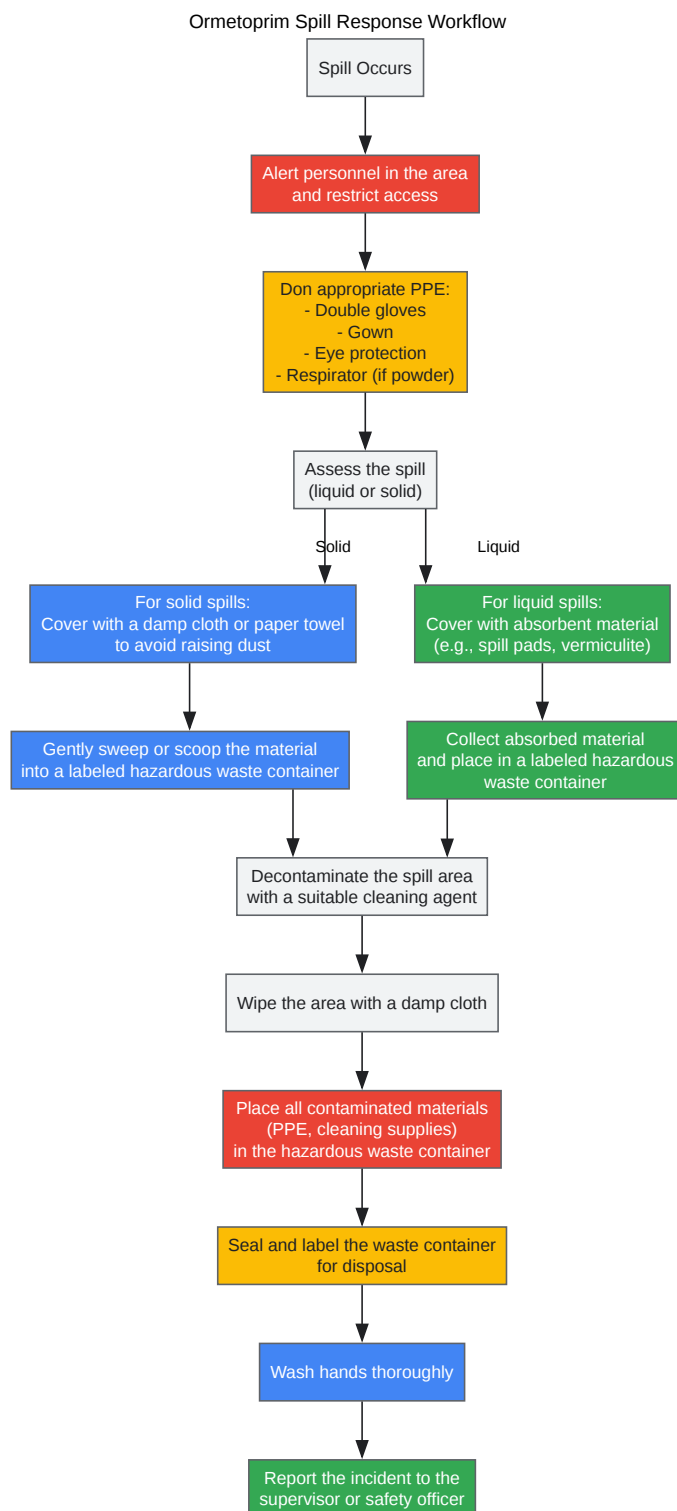 Ormetoprim Spill Response Workflow
Spill Occurs
Alert personnel in the area
and restrict access
Don appropriate PPE:
- Double gloves
- Gown
- Eye protection
- Respirator (if powder)
Assess the spill
(liquid or solid)
Solid
Liquid
For solid spills:
Cover with a damp cloth or paper towel
to avoid raising dust
For liquid spills:
Cover with absorbent material
(e.g., spill pads, vermiculite)
Gently sweep or scoop the material
into a labeled hazardous waste container
Collect absorbed material
and place in a labeled hazardous
waste container
Decontaminate the spill area
with a suitable cleaning agent
Wipe the area with a damp cloth
Place all contaminated materials
(PPE, cleaning supplies)
in the hazardous waste container
Seal and label the waste container
for disposal
Wash hands thoroughly
Report the incident to the
supervisor or safety officer